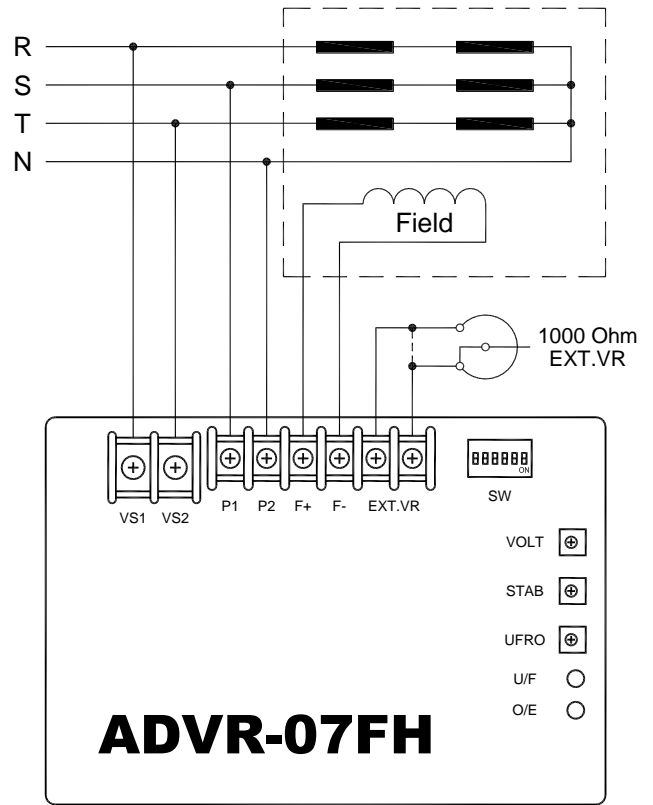 R
S
T
N
Field
1000 Ohm
EXT.VR
VS1 VS2 P1 P2 F+ F- EXT.VR
ON
SW
VOLT
STAB
UFRO
U/F
O/E
ADVR-07FH